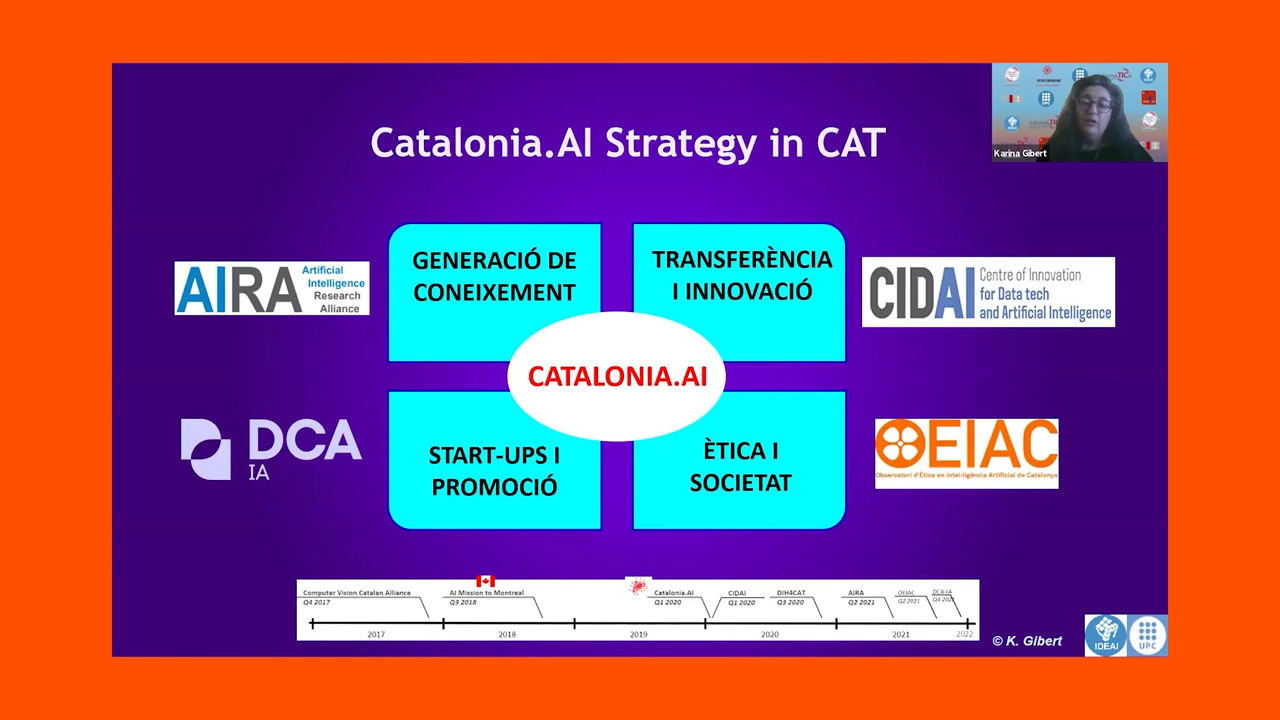 Catalonia.AI Strategy in CAT
Karina Gibert
AIRA
Artificial
Intelligence
Research
Alliance
GENERACIÓ DE
CONEIXEMENT
TRANSFERÈNCIA
I INNOVACIÓ
CIDAI
Centre of Innovation
for Data tech
and Artificial Intelligence
CATALONIA.AI
DCA
IA
START-UPS I
PROMOCIÓ
ÈTICA I
SOCIETAT
OEIAC
Observatori d'Ètica en Intel·ligència Artificial de Catalunya
Computer Vision Catalan Alliance
Q4 2017
AI Mission to Montreal
Q3 2018
Catalonia.AI
Q1 2020
CIDAI
Q1 2020
DIH4CAT
Q3 2020
AIRA
Q2 2021
OEIAC
Q2 2021
DCA-IA
Q4 2021
2017
2018
2019
2020
2021
2022
© K. Gibert
IDEAI
UPC